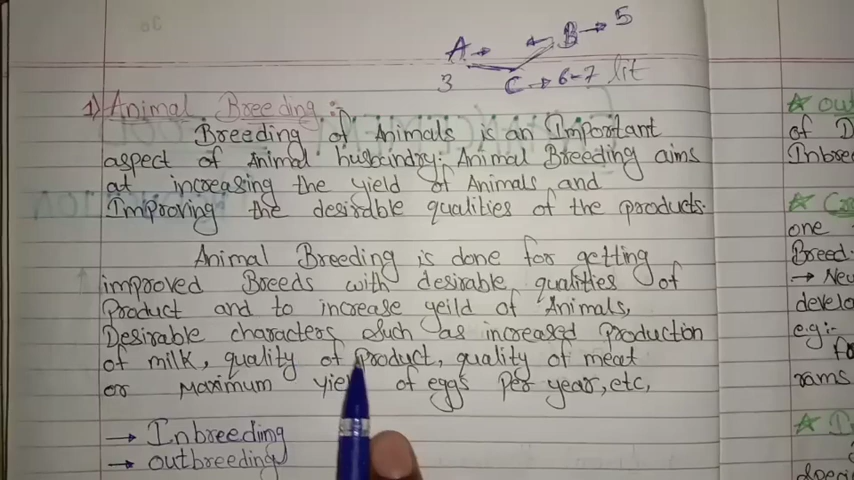 A → ← B → 5
3 C → 6-7 lit
1) Animal Breeding :-
Breeding of Animals is an Important
aspect of Animal husbandry. Animal Breeding aims
at increasing the yield of Animals and
Improving the desirable qualities of the products.
Animal Breeding is done for getting
improved Breeds with desirable qualities of
Product and to increase yeild of Animals,
Desirable characters such as increased production
of milk, quality of product, quality of meat
or Maximum of eggs per year, etc,
→ Inbreeding
→ outbreeding
☆ out
of D
Inbree
☆
one
Breed.
→ New
develo
e.g:-
rams.